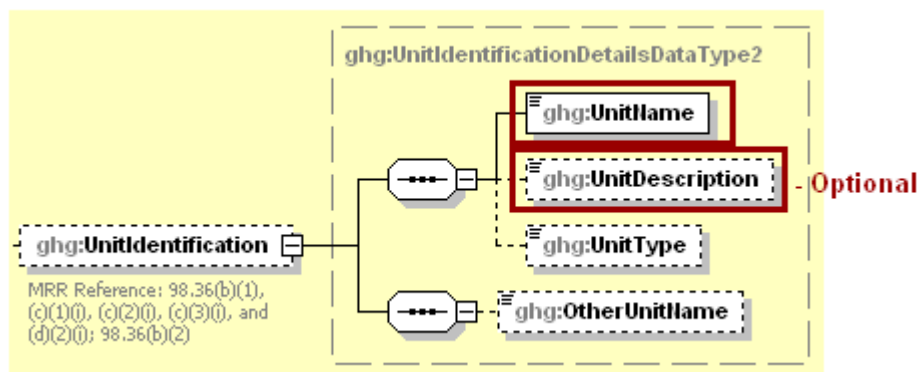 ghg:UnitIdentificationDetailsDataType2
ghg:UnitName
ghg:UnitDescription
- Optional
ghg:UnitType
ghg:UnitIdentification
MRR Reference: 98.36(b)(1),
(c)(1)(i), (c)(2)(i), (c)(3)(i), and
(d)(2)(i); 98.36(b)(2)
ghg:OtherUnitName